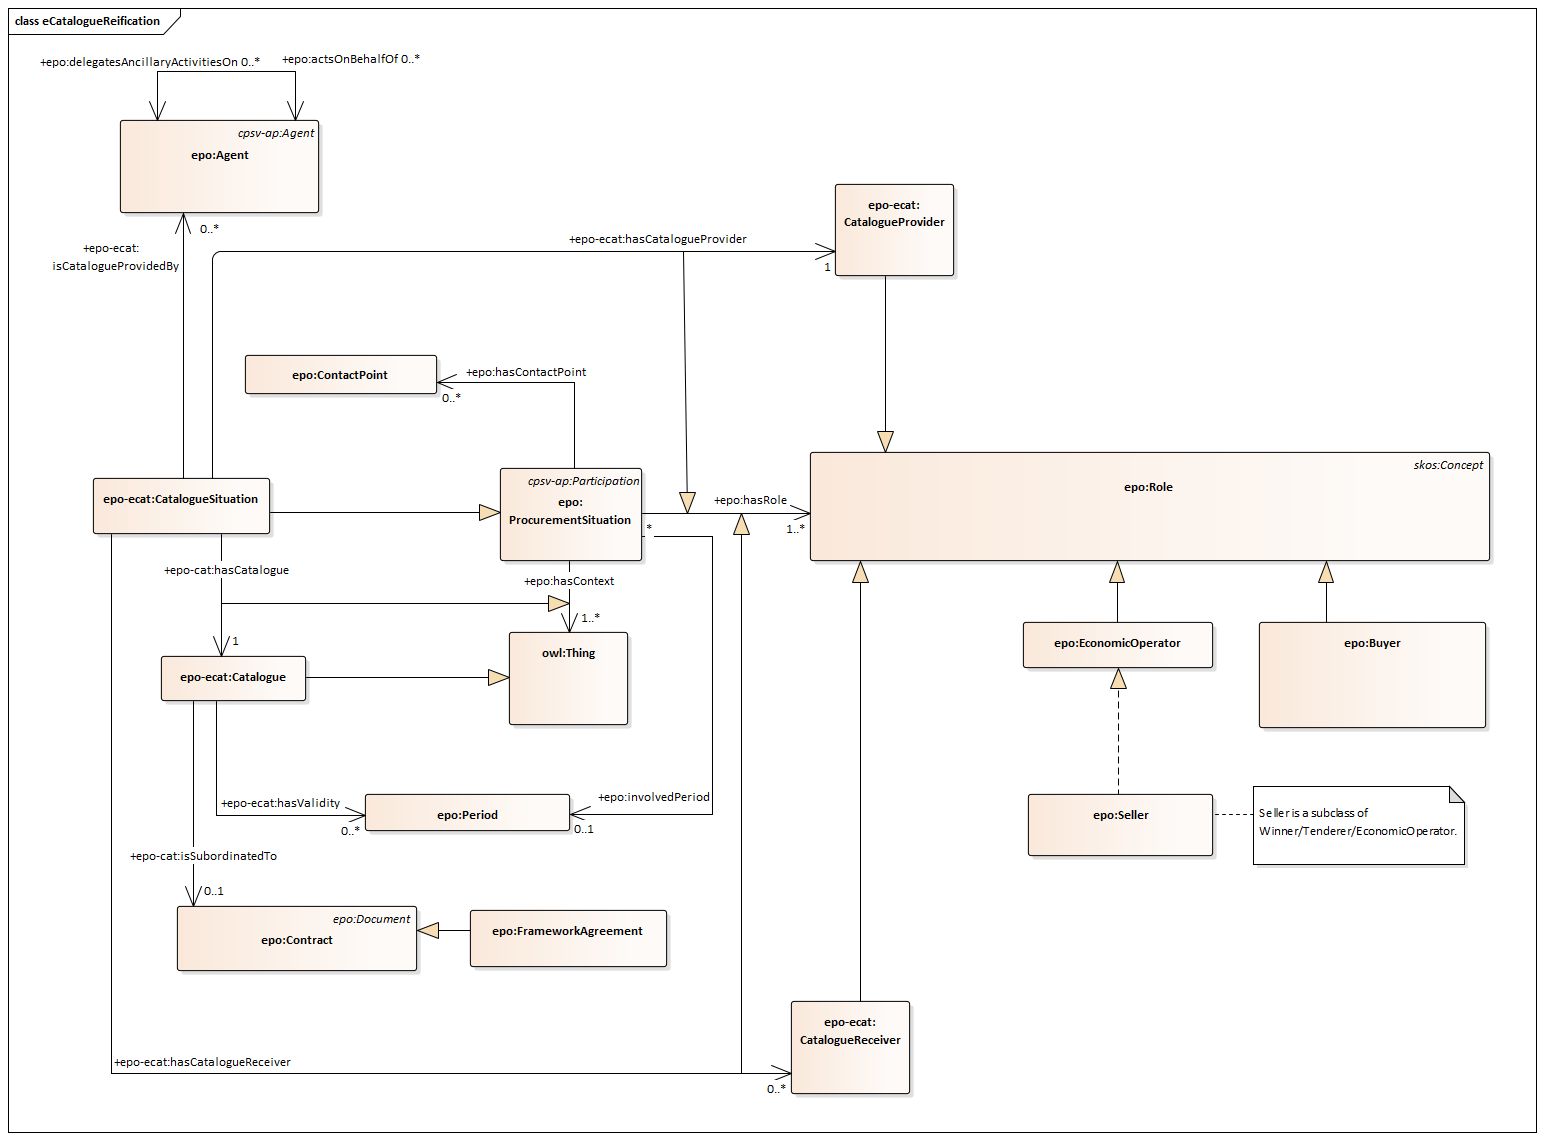 class eCatalogueReification
+epo:delegatesAncillaryActivitiesOn 0..*
+epo:actsOnBehalfOf 0..*
cpsv-ap:Agent
epo:Agent
0..*
+epo-ecat:
isCatalogueProvidedBy
+epo-ecat:hasCatalogueProvider
1
epo-ecat:
CatalogueProvider
epo:ContactPoint
+epo:hasContactPoint
0..*
epo-ecat:CatalogueSituation
cpsv-ap:Participation
epo:
ProcurementSituation
*
+epo:hasRole
1..*
skos:Concept
epo:Role
+epo-cat:hasCatalogue
1
+epo:hasContext
1..*
owl:Thing
epo-ecat:Catalogue
epo:EconomicOperator
epo:Buyer
+epo-ecat:hasValidity
0..*
epo:Period
+epo:involvedPeriod
0..1
epo:Seller
Seller is a subclass of
Winner/Tenderer/EconomicOperator.
+epo-cat:isSubordinatedTo
0..1
epo:Document
epo:Contract
epo:FrameworkAgreement
+epo-ecat:hasCatalogueReceiver
0..*
epo-ecat:
CatalogueReceiver